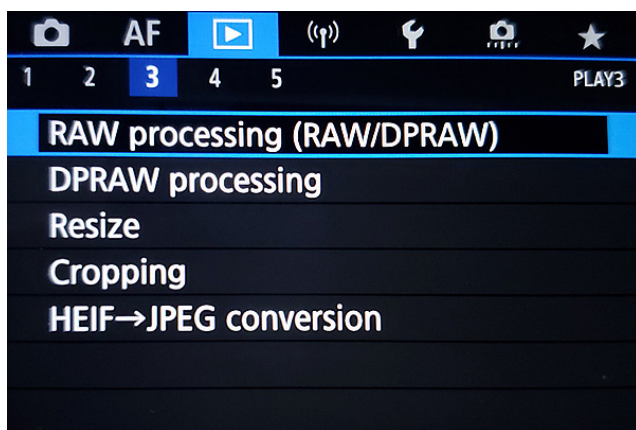 AF
1 2 3 4 5 PLAY3
RAW processing (RAW/DPRAW)
DPRAW processing
Resize
Cropping
HEIF→JPEG conversion